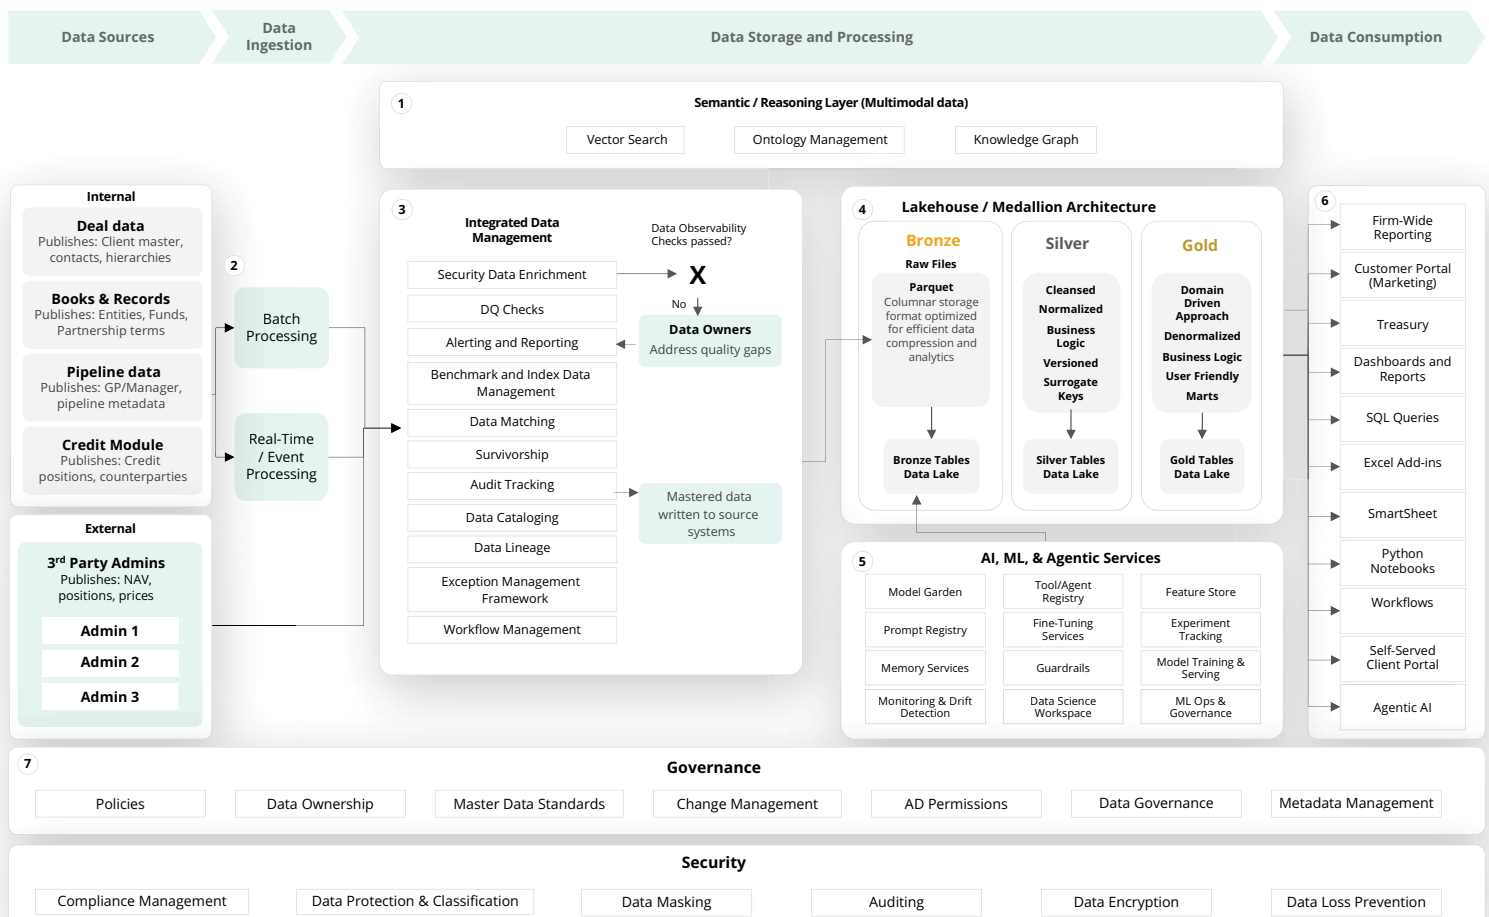 Data Sources
Data
Ingestion
Data Storage and Processing
Data Consumption
1
Semantic / Reasoning Layer (Multimodal data)
Vector Search
Ontology Management
Knowledge Graph
Internal
Deal data
Publishes: Client master,
contacts, hierarchies
Books & Records
Publishes: Entities, Funds,
Partnership terms
Pipeline data
Publishes: GP/Manager,
pipeline metadata
Credit Module
Publishes: Credit
positions, counterparties
External
3rd Party Admins
Publishes: NAV,
positions, prices
Admin 1
Admin 2
Admin 3
2
Batch
Processing
Real-Time
/ Event
Processing
3
Integrated Data
Management
Security Data Enrichment
DQ Checks
Alerting and Reporting
Benchmark and Index Data
Management
Data Matching
Survivorship
Audit Tracking
Data Cataloging
Data Lineage
Exception Management
Framework
Workflow Management
Data Observability
Checks passed?
X
No
Data Owners
Address quality gaps
Mastered data
written to source
systems
4
Lakehouse / Medallion Architecture
Bronze
Raw Files
Parquet
Columnar storage
format optimized
for efficient data
compression and
analytics
Bronze Tables
Data Lake
Silver
Cleansed
Normalized
Business
Logic
Versioned
Surrogate
Keys
Silver Tables
Data Lake
Gold
Domain
Driven
Approach
Denormalized
Business Logic
User Friendly
Marts
Gold Tables
Data Lake
5
AI, ML, & Agentic Services
Model Garden
Tool/Agent
Registry
Feature Store
Prompt Registry
Fine-Tuning
Services
Experiment
Tracking
Memory Services
Guardrails
Model Training &
Serving
Monitoring & Drift
Detection
Data Science
Workspace
ML Ops &
Governance
6
Firm-Wide
Reporting
Customer Portal
(Marketing)
Treasury
Dashboards and
Reports
SQL Queries
Excel Add-ins
SmartSheet
Python
Notebooks
Workflows
Self-Served
Client Portal
Agentic AI
7
Governance
Policies
Data Ownership
Master Data Standards
Change Management
AD Permissions
Data Governance
Metadata Management
Security
Compliance Management
Data Protection & Classification
Data Masking
Auditing
Data Encryption
Data Loss Prevention